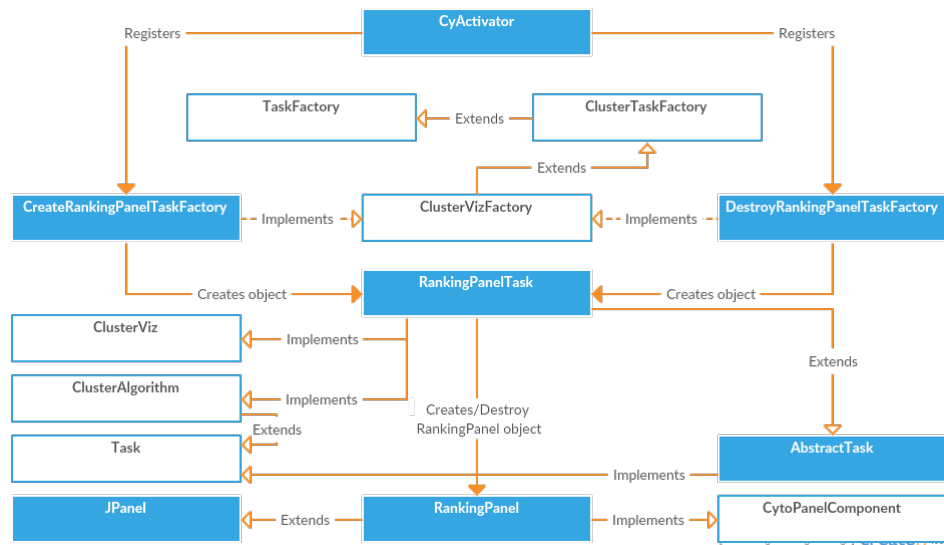 CyActivator
Registers
Registers
TaskFactory
Extends
ClusterTaskFactory
Extends
CreateRankingPanelTaskFactory
Implements
ClusterVizFactory
Implements
DestroyRankingPanelTaskFactory
Creates object
RankingPanelTask
Creates object
ClusterViz
Implements
Extends
ClusterAlgorithm
Implements
Creates/Destroy
RankingPanel object
Extends
Task
AbstractTask
Implements
JPanel
Extends
RankingPanel
Implements
CytoPanelComponent